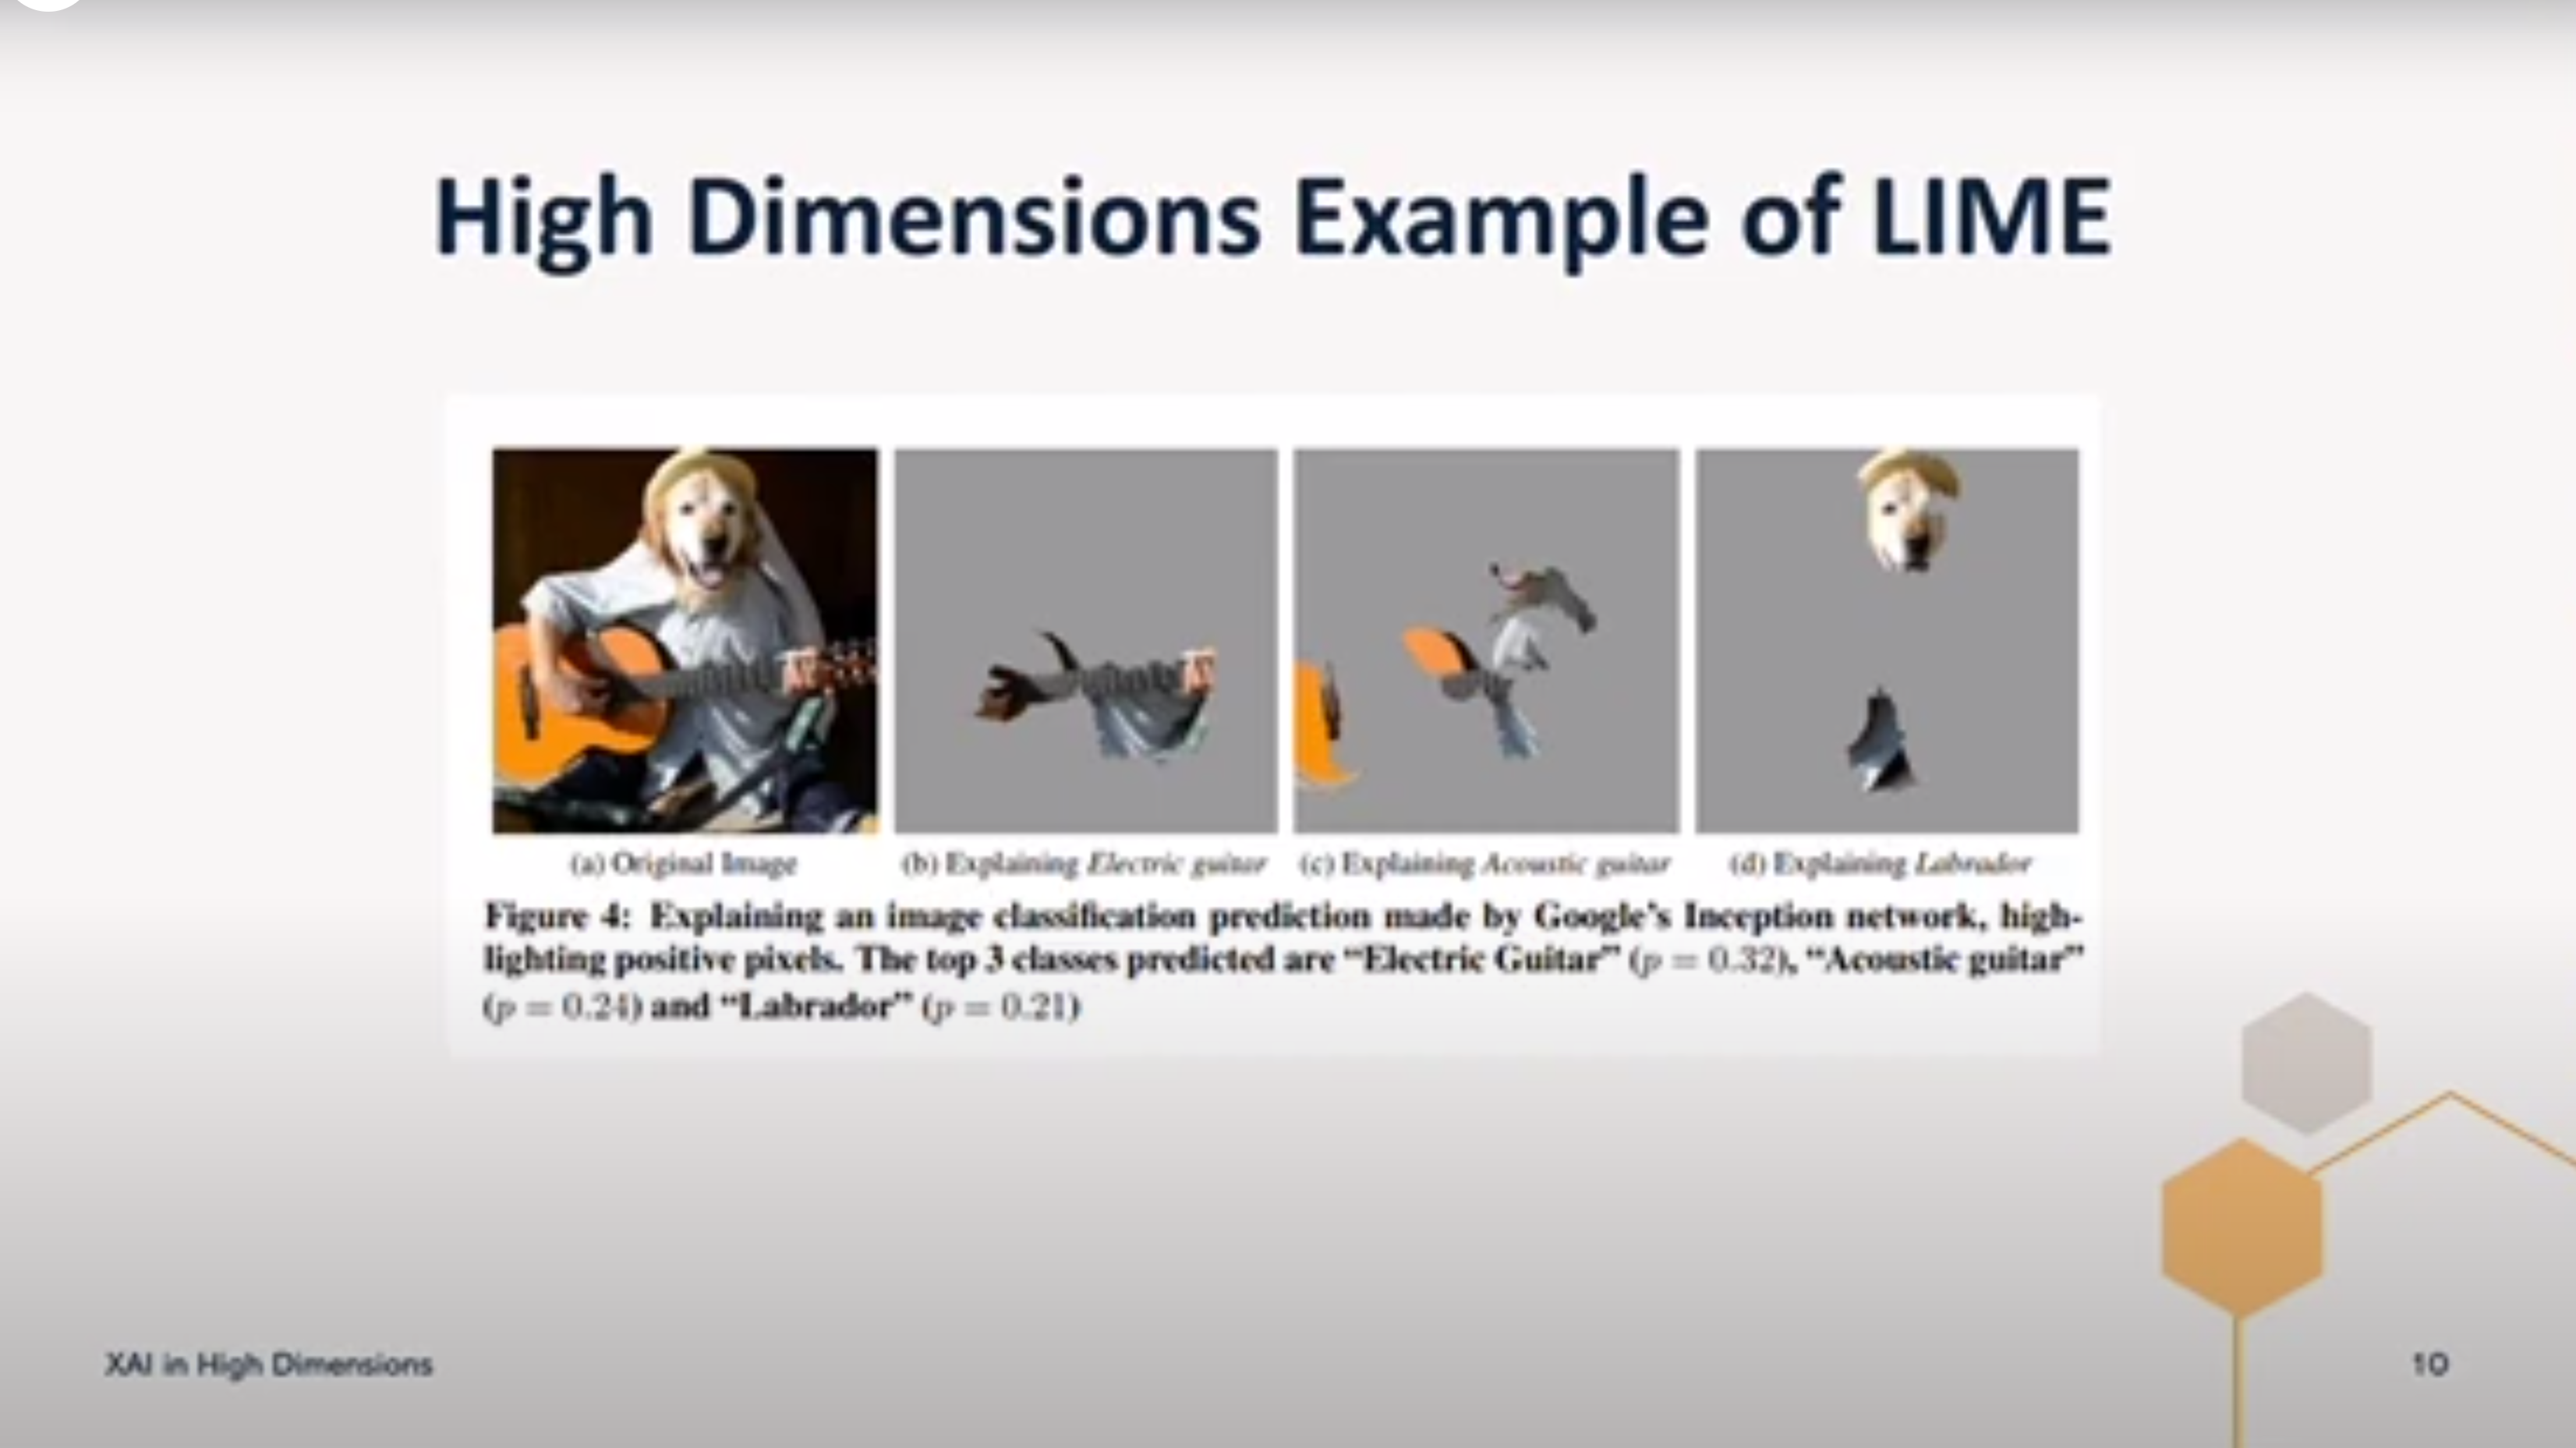 High Dimensions Example of LIME
(a) Original Image
(b) Explaining Electric guitar
(c) Explaining Acoustic guitar
(d) Explaining Labrador
Figure 4: Explaining an image classification prediction made by Google's Inception network, high-
lighting positive pixels. The top 3 classes predicted are “Electric Guitar” (p = 0.32), “Acoustic guitar”
(p = 0.24) and “Labrador” (p = 0.21)
XAI in High Dimensions
10